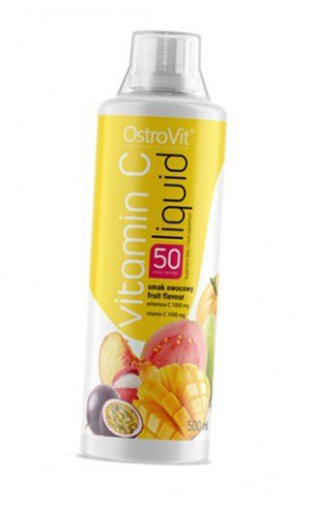 OstroVit®
vitamin C
liquid
50
smak owocowy
fruit flavour
witamina C 1000 mg
vitamin C 1000 mg
500 ml